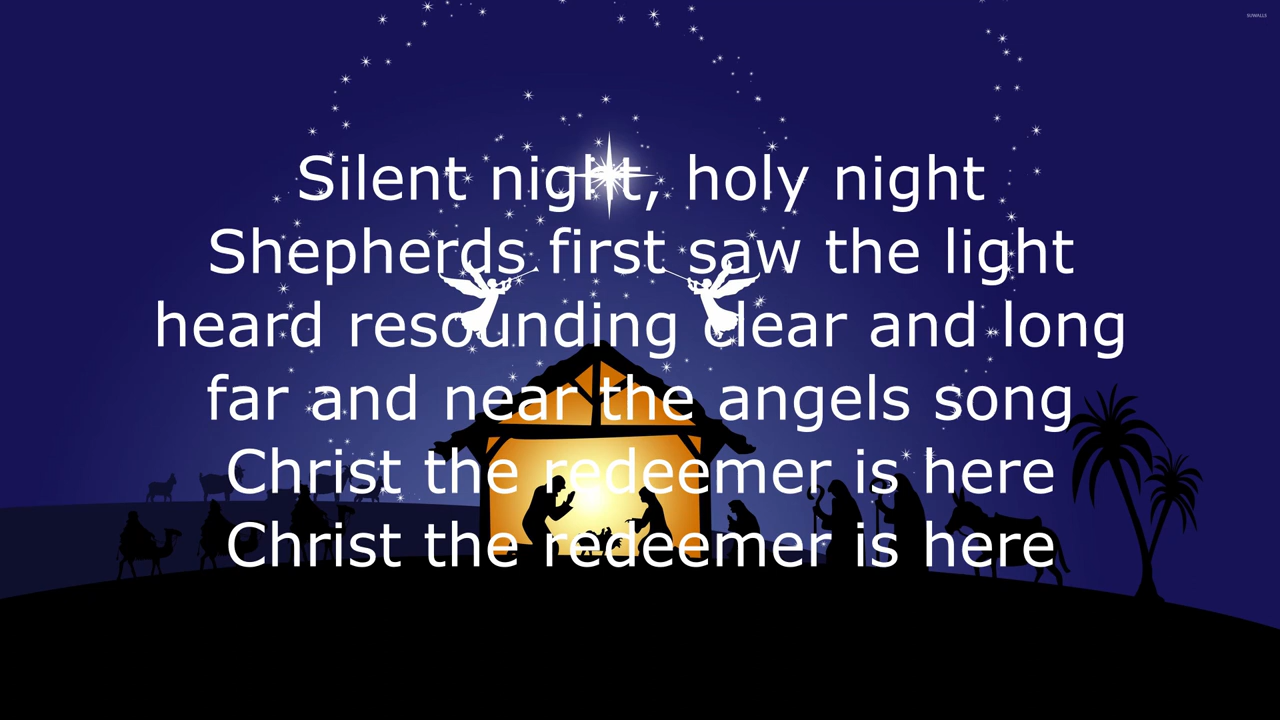 SUWALLS
Silent night, holy night
Shepherds first saw the light
heard resounding clear and long
far and near the angels song
Christ the redeemer is here
Christ the redeemer is here